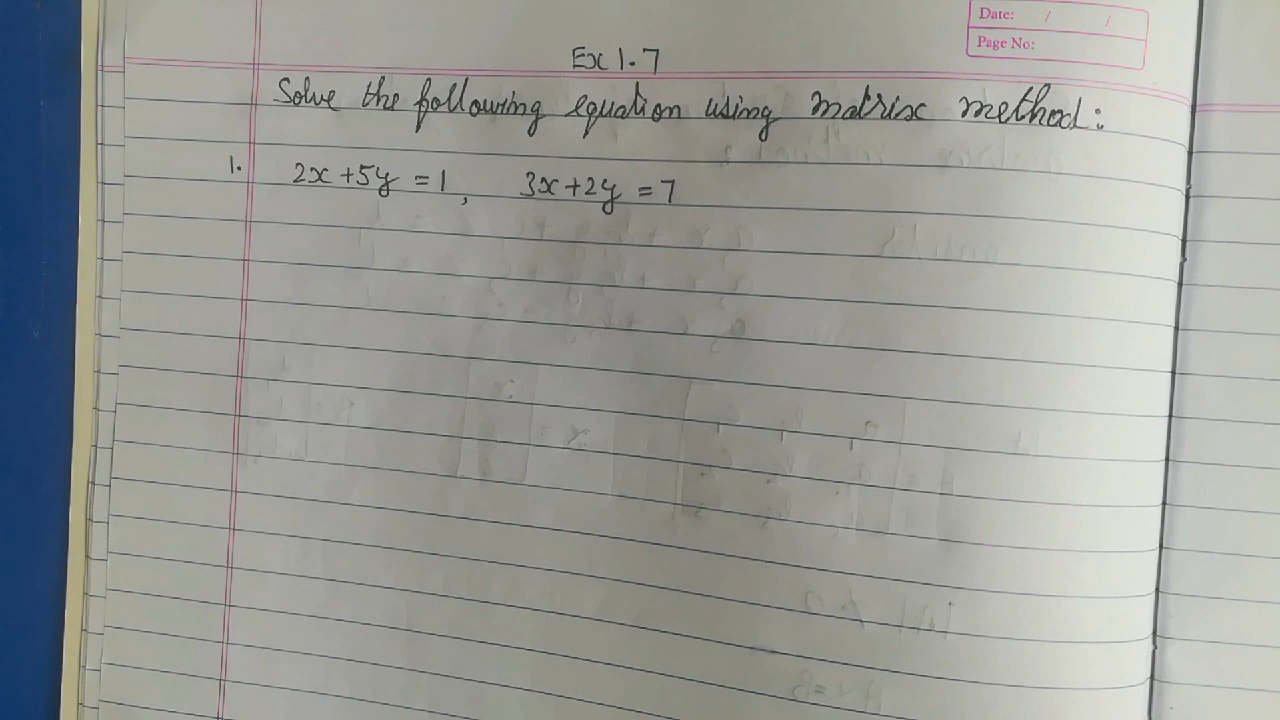 Date: / /
Page No:
Ex 1.7
Solve the following equation using matrix method:
1. 2x+5y=1, 3x+2y=7